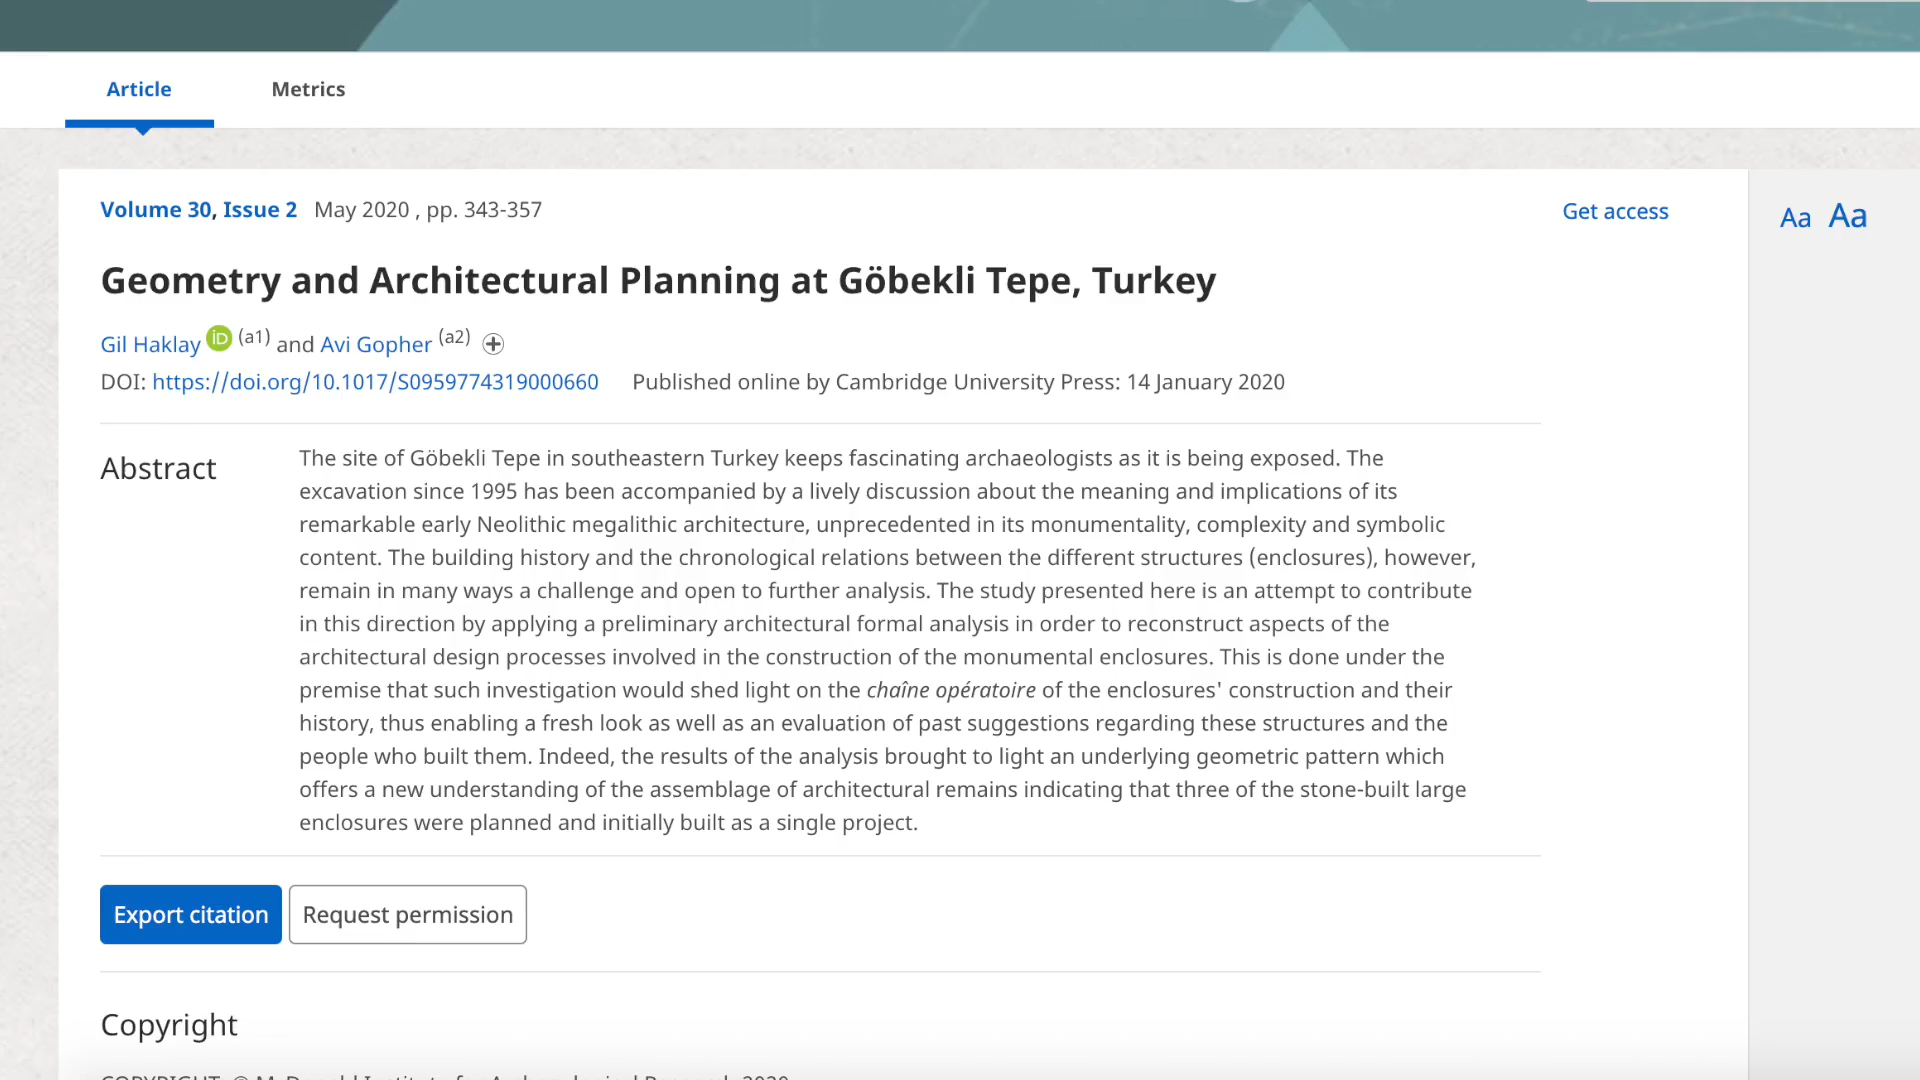 Article
Metrics
Volume 30, Issue 2 May 2020 , pp. 343-357
Get access
Aa Aa
Geometry and Architectural Planning at Göbekli Tepe, Turkey
Gil Haklay iD (a1) and Avi Gopher (a2)
DOI: https://doi.org/10.1017/S0959774319000660 Published online by Cambridge University Press: 14 January 2020
Abstract
The site of Göbekli Tepe in southeastern Turkey keeps fascinating archaeologists as it is being exposed. The
excavation since 1995 has been accompanied by a lively discussion about the meaning and implications of its
remarkable early Neolithic megalithic architecture, unprecedented in its monumentality, complexity and symbolic
content. The building history and the chronological relations between the different structures (enclosures), however,
remain in many ways a challenge and open to further analysis. The study presented here is an attempt to contribute
in this direction by applying a preliminary architectural formal analysis in order to reconstruct aspects of the
architectural design processes involved in the construction of the monumental enclosures. This is done under the
premise that such investigation would shed light on the chaîne opératoire of the enclosures' construction and their
history, thus enabling a fresh look as well as an evaluation of past suggestions regarding these structures and the
people who built them. Indeed, the results of the analysis brought to light an underlying geometric pattern which
offers a new understanding of the assemblage of architectural remains indicating that three of the stone-built large
enclosures were planned and initially built as a single project.
Export citation
Request permission
Copyright
COPYRIGHT: © McDonald Institute for Archaeological Research 2020